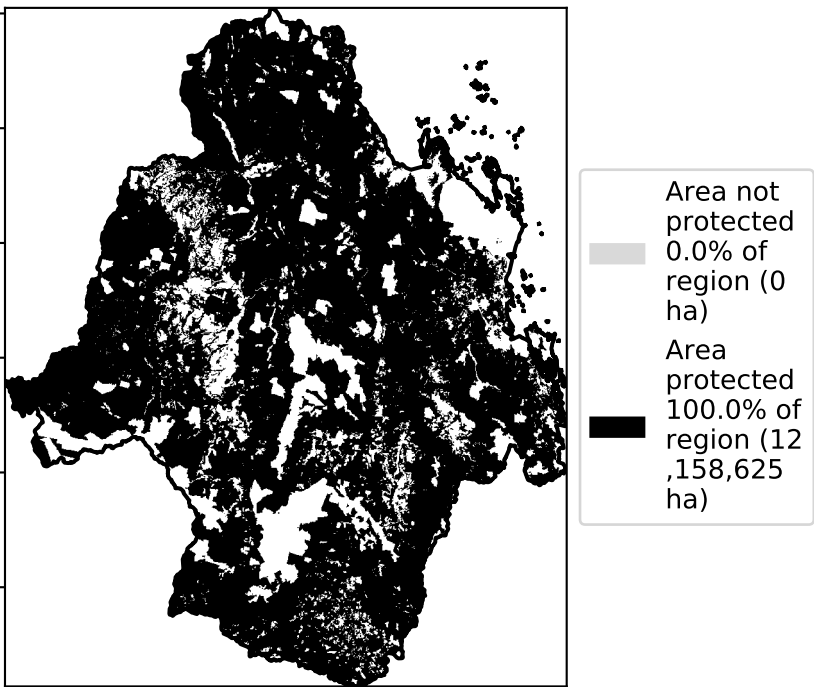 Area not
protected
0.0% of
region (0
ha)
Area
protected
100.0% of
region (12
,158,625
ha)